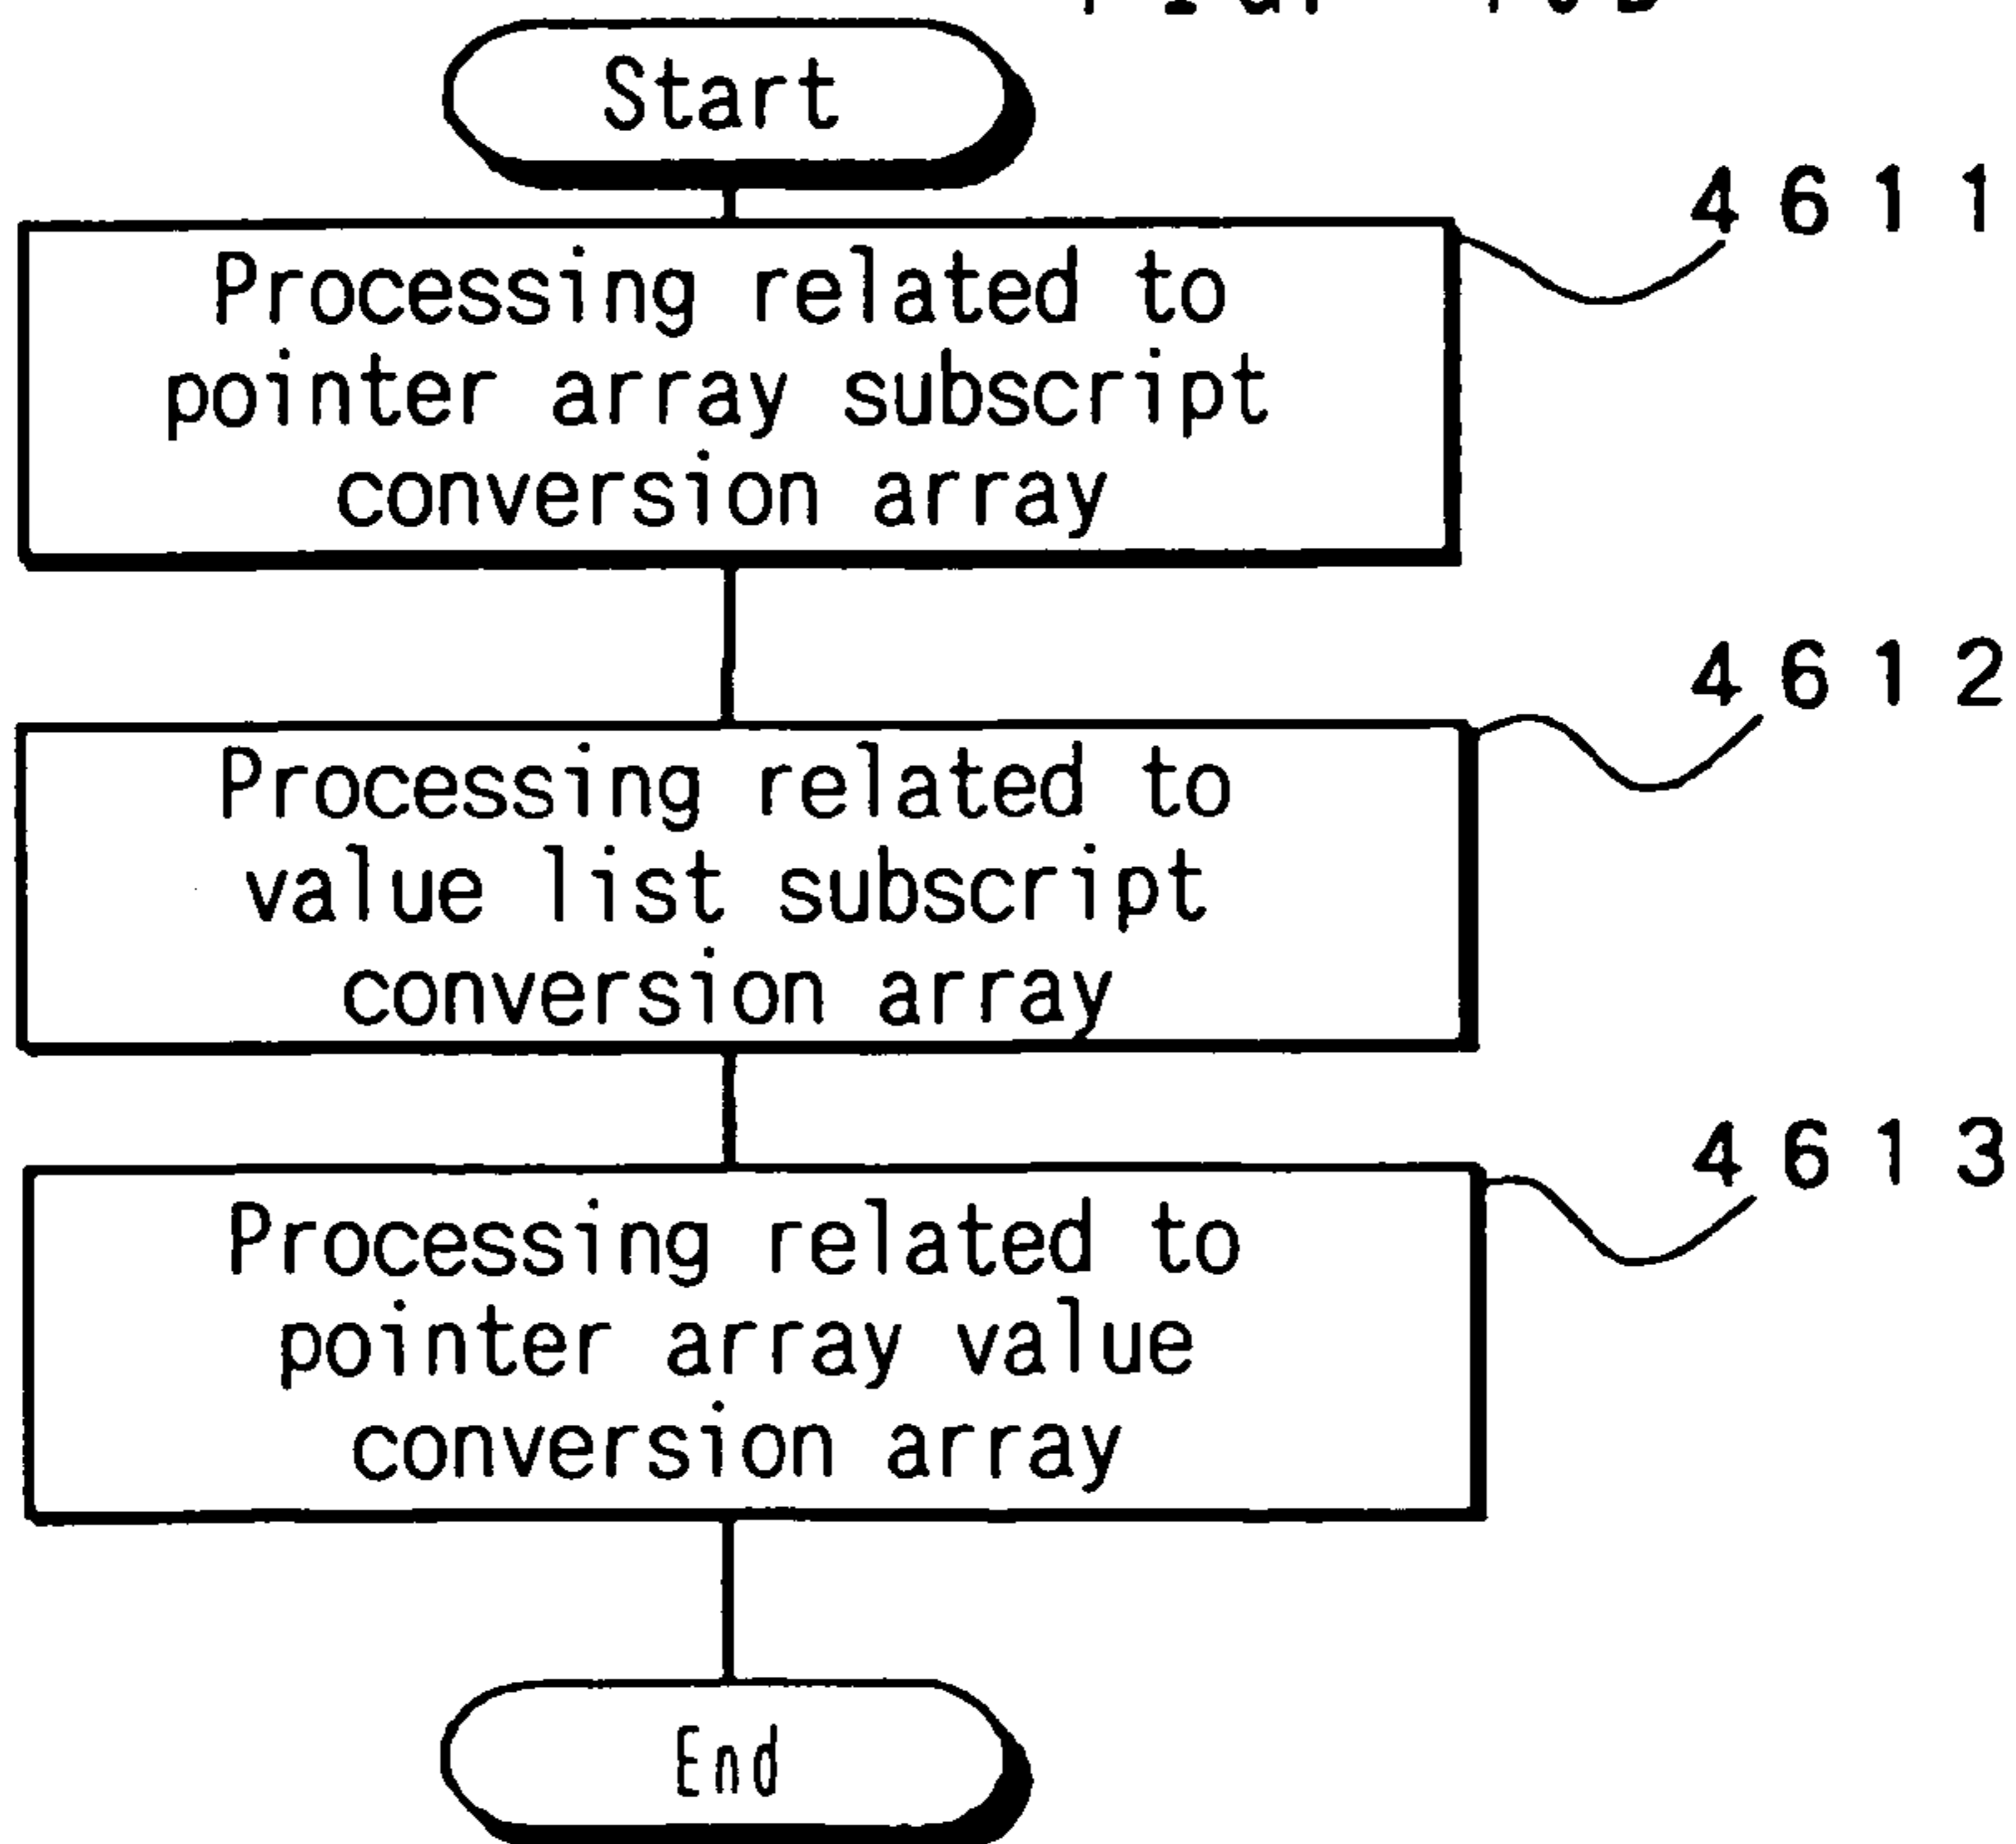 Start
4611
Processing related to
pointer array subscript
conversion array
4612
Processing related to
value list subscript
conversion array
4613
Processing related to
pointer array value
conversion array
End